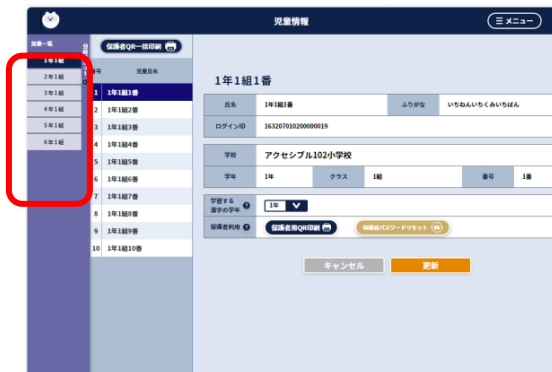 児童情報
メニュー
児童一覧
1年1組
2年1組
3年1組
4年1組
5年1組
6年1組
保護者QR一括印刷
番号 児童氏名
1 1年1組1番
2 1年1組2番
3 1年1組3番
4 1年1組4番
5 1年1組5番
6 1年1組6番
7 1年1組7番
8 1年1組8番
9 1年1組9番
10 1年1組10番
1年1組1番
氏名 1年1組1番 ふりがな いちねんいちくみいちばん
ログインID 163207010200000019
学校 アクセシブル102小学校
学年 1年 クラス 1組 番号 1番
学習する
漢字の学年 ? 1年
保護者利用 ? 保護者用QR印刷 保護者パスワードリセット
キャンセル 更新